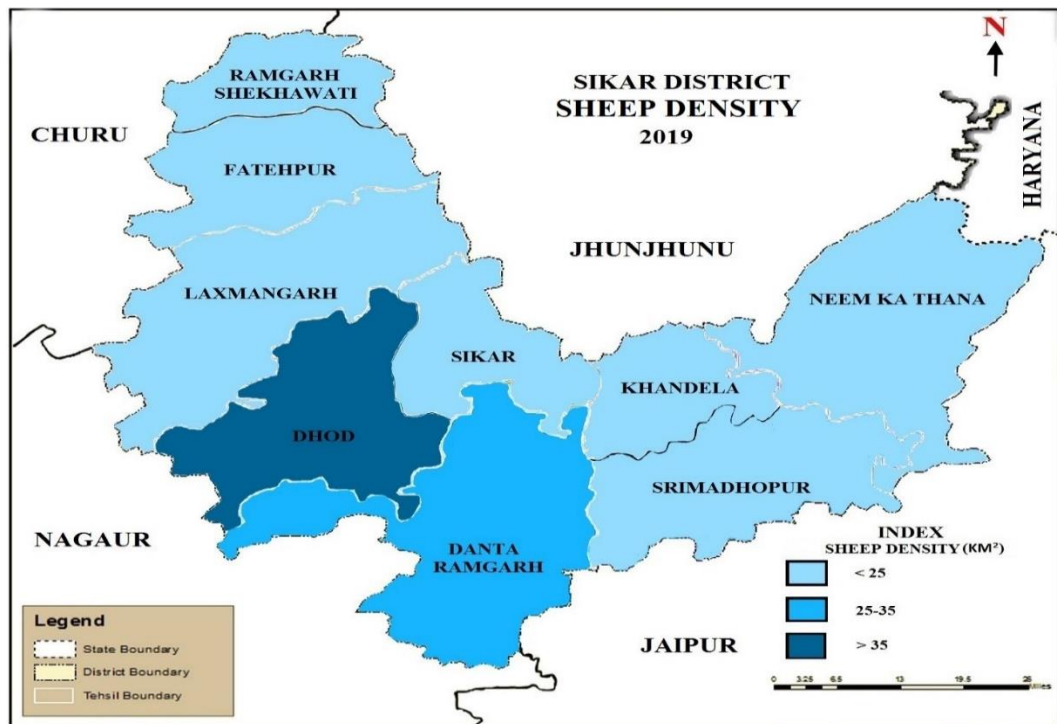 N
SIKAR DISTRICT
SHEEP DENSITY
2019
RAMGARH
SHEKHAWATI
CHURU
HARYANA
FATEHPUR
JHUNJHUNU
LAXMANGARH
NEEM KA THANA
SIKAR
KHANDELA
DHOD
SRIMADHOPUR
NAGAUR
DANTA
RAMGARH
JAIPUR
INDEX
SHEEP DENSITY (KM²)
< 25
25-35
> 35
Legend
State Boundary
District Boundary
Tehsil Boundary
0 3.25 6.5 13 19.5 26
Miles